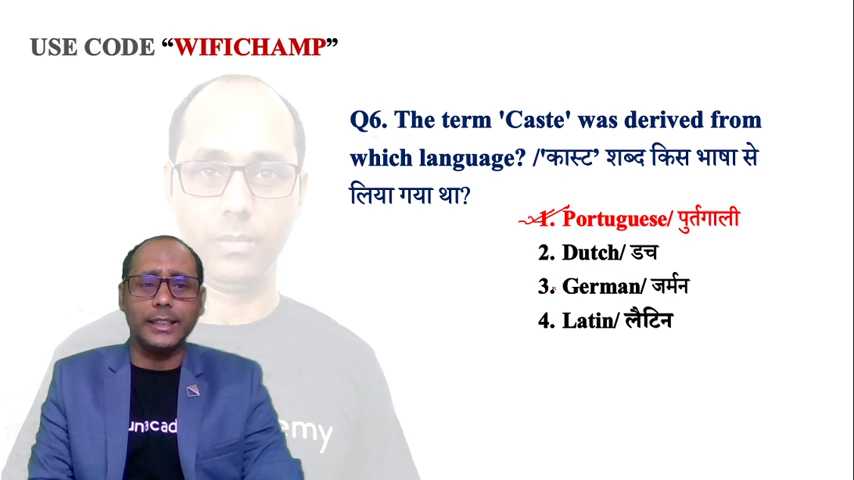 USE CODE “WIFICHAMP”
Q6. The term 'Caste' was derived from
which language? /'कास्ट’ शब्द किस भाषा से
लिया गया था?
1. Portuguese/ पुर्तगाली
2. Dutch/ डच
3. German/ जर्मन
4. Latin/ लैटिन
unacad
emy